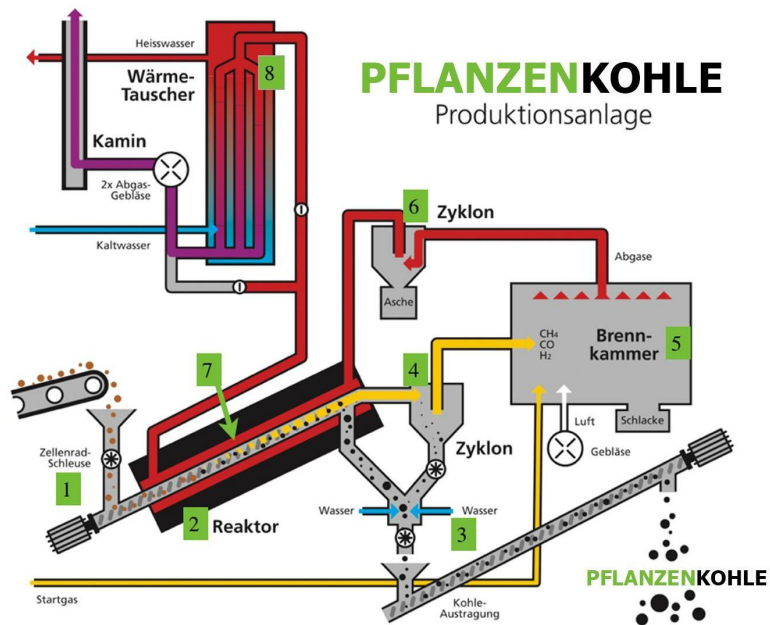 PFLANZENKOHLE
Produktionsanlage
Heisswasser
8
Wärme-
Tauscher
Kamin
2x Abgas-
Gebläse
Kaltwasser
6
Zyklon
Abgase
Asche
CH4
CO
H2
Brenn-
kammer
5
7
4
Luft
Schlacke
Gebläse
Zyklon
Zellenrad-
Schleuse
1
2
Reaktor
Wasser
Wasser
3
PFLANZENKOHLE
Startgas
Kohle-
Austragung